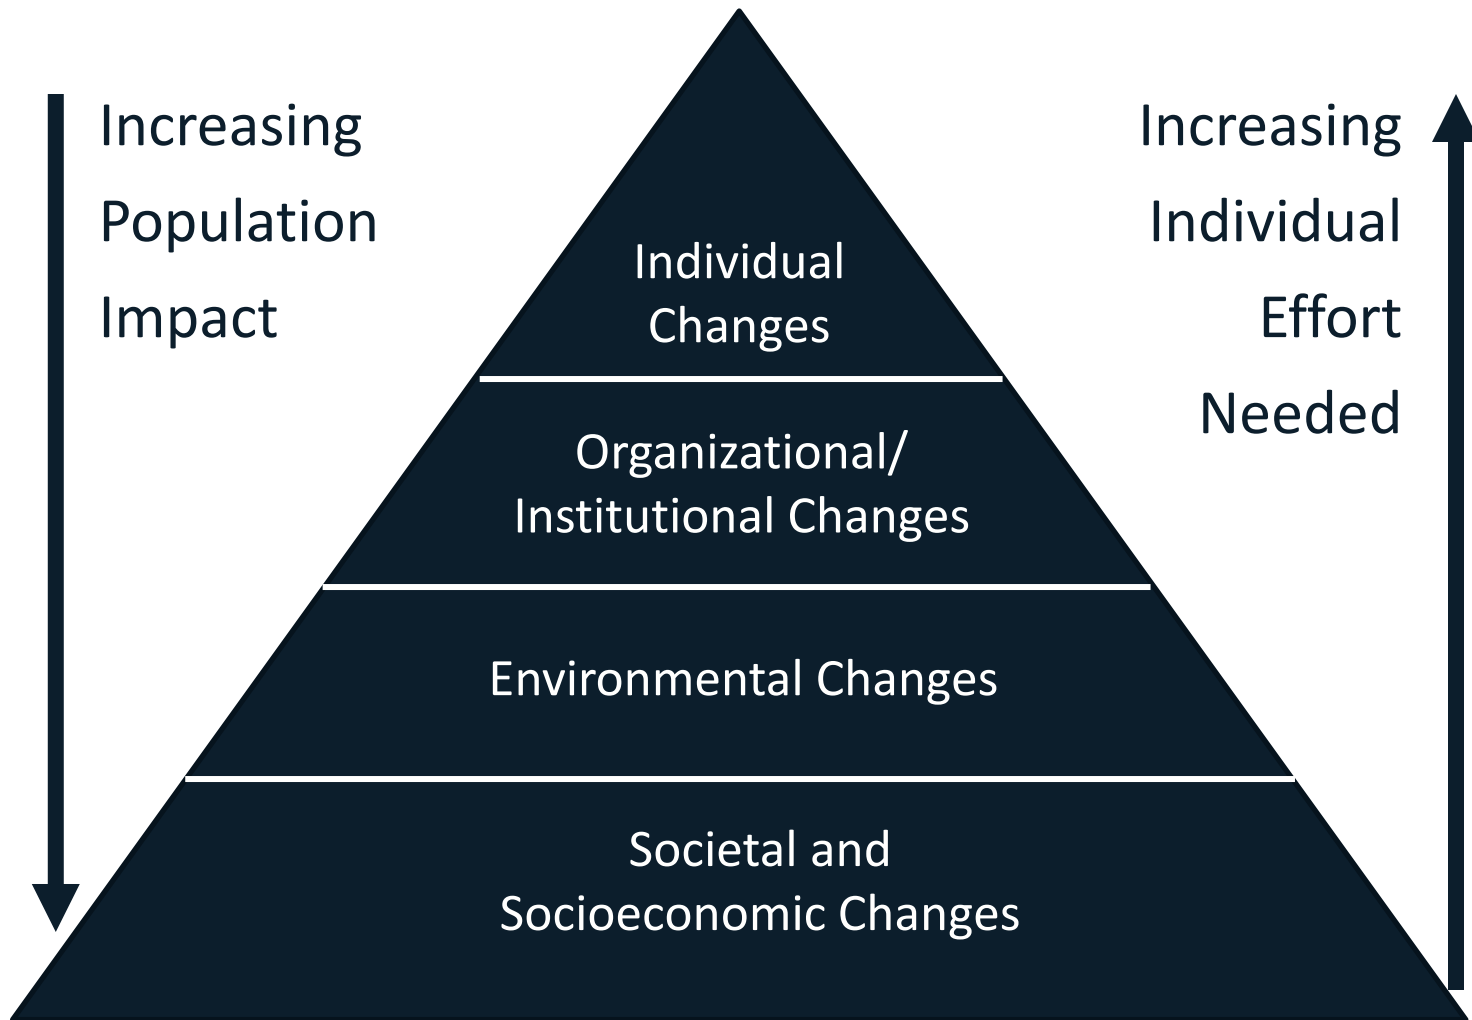 Increasing
Population
Impact
Increasing
Individual
Effort
Needed
Individual
Changes
Organizational/
Institutional Changes
Environmental Changes
Societal and
Socioeconomic Changes